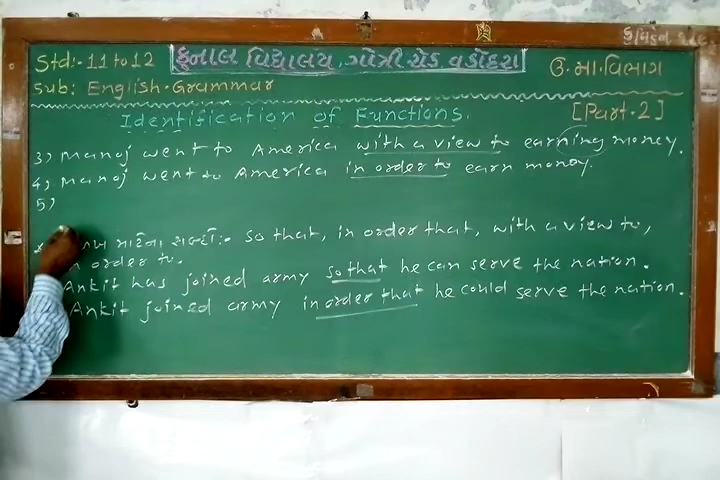 Std:- 11 to 12
કુનાલ વિદ્યાલય, ગોત્રી રોડ વડોદરા
ઉ.મા.વિભાગ
Sub: English-Grammar
Identification of Functions.
[Part-2]
3) Manoj went to America with a view to earning money.
4) Manoj went to America in order to earn money.
5)
માટેના શબ્દો:- so that, in order that, with a view to,
in order to.
Ankit has joined army so that he can serve the nation.
Ankit joined army in order that he could serve the nation.